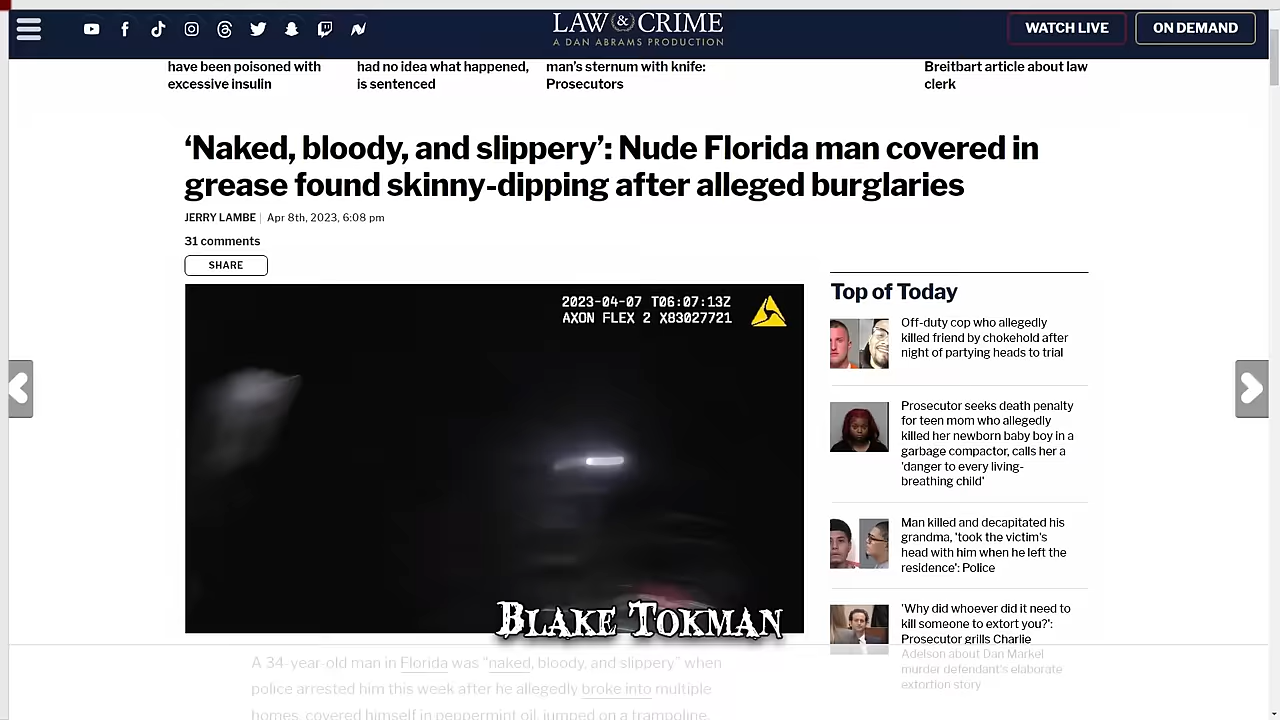 LAW & CRIME
A DAN ABRAMS PRODUCTION
WATCH LIVE
ON DEMAND
have been poisoned with
excessive insulin
had no idea what happened,
is sentenced
man's sternum with knife:
Prosecutors
Breitbart article about law
clerk
‘Naked, bloody, and slippery’: Nude Florida man covered in
grease found skinny-dipping after alleged burglaries
JERRY LAMBE | Apr 8th, 2023, 6:08 pm
31 comments
SHARE
2023-04-07 T06:07:13Z
AXON FLEX 2 X83027721
BLAKE TOKMAN
A 34-year-old man in Florida was “naked, bloody, and slippery” when
police arrested him this week after he allegedly broke into multiple
homes, covered himself in peppermint oil, jumped on a trampoline,
Top of Today
Off-duty cop who allegedly
killed friend by chokehold after
night of partying heads to trial
Prosecutor seeks death penalty
for teen mom who allegedly
killed her newborn baby boy in a
garbage compactor, calls her a
'danger to every living-
breathing child'
Man killed and decapitated his
grandma, 'took the victim's
head with him when he left the
residence': Police
'Why did whoever did it need to
kill someone to extort you?':
Prosecutor grills Charlie
Adelson about Dan Markel
murder defendant's elaborate
extortion story